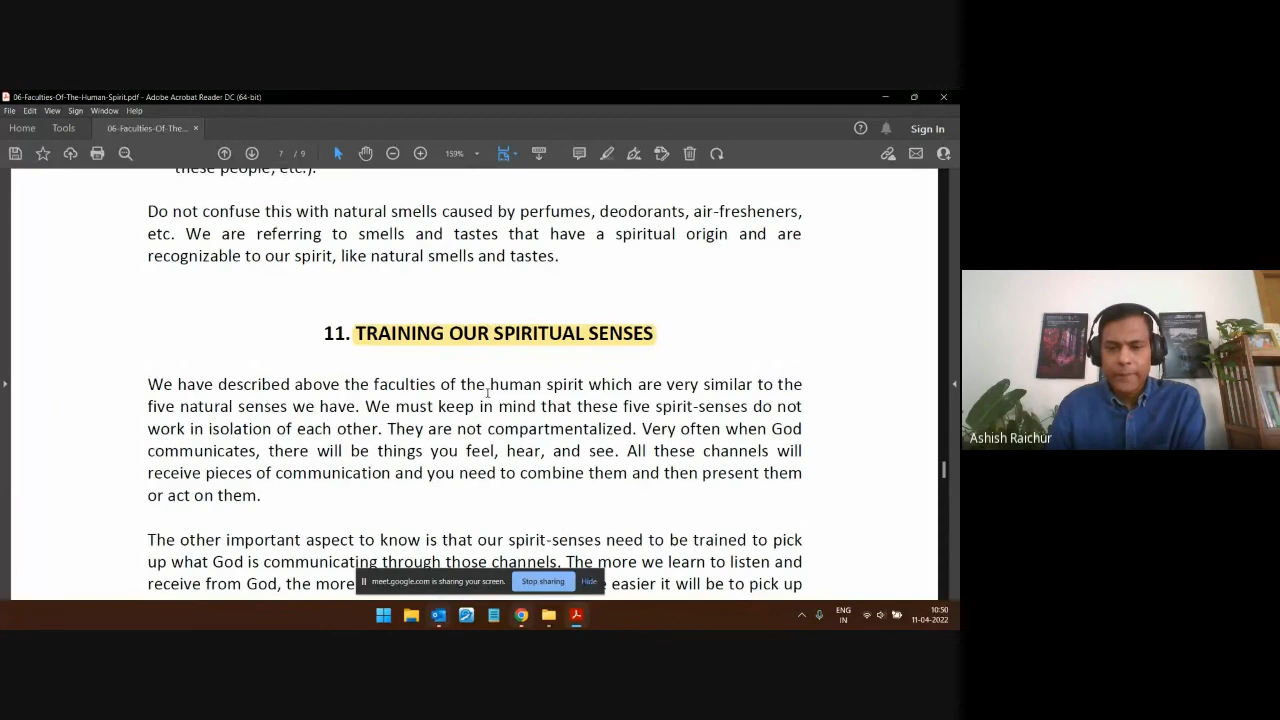 06-Faculties-Of-The-Human-Spirit.pdf - Adobe Acrobat Reader DC (64-bit)
File Edit View Sign Window Help
Home Tools 06-Faculties-Of-The... × Sign In
7 / 9 159%
these people, etc.).
Do not confuse this with natural smells caused by perfumes, deodorants, air-fresheners,
etc. We are referring to smells and tastes that have a spiritual origin and are
recognizable to our spirit, like natural smells and tastes.
11. TRAINING OUR SPIRITUAL SENSES
We have described above the faculties of the human spirit which are very similar to the
five natural senses we have. We must keep in mind that these five spirit-senses do not
work in isolation of each other. They are not compartmentalized. Very often when God
communicates, there will be things you feel, hear, and see. All these channels will
receive pieces of communication and you need to combine them and then present them
or act on them.
The other important aspect to know is that our spirit-senses need to be trained to pick
up what God is communicating through those channels. The more we learn to listen and
receive from God, the more easier it will be to pick up
meet.google.com is sharing your screen. Stop sharing Hide
Ashish Raichur
ENG
IN
10:50
11-04-2022